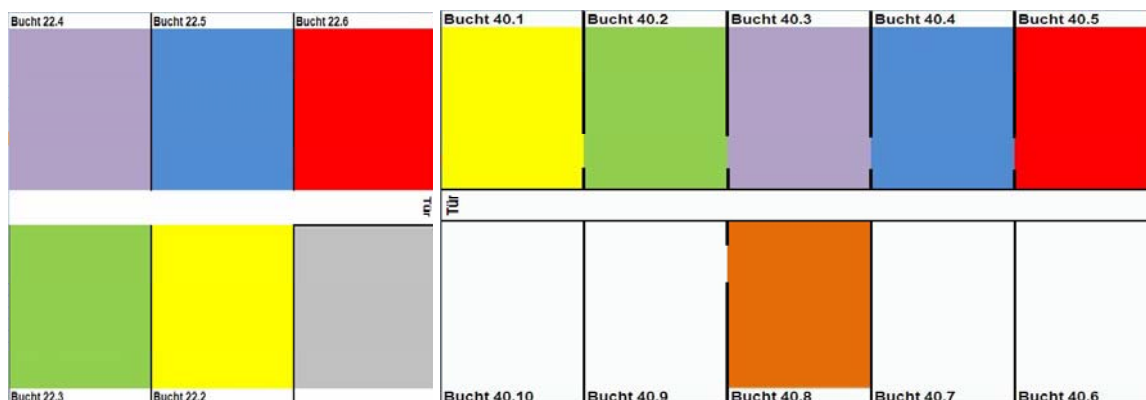 Bucht 22.4
Bucht 22.5
Bucht 22.6
Tür
Bucht 22.3
Bucht 22.2
Bucht 40.1
Bucht 40.2
Bucht 40.3
Bucht 40.4
Bucht 40.5
Tür
Bucht 40.10
Bucht 40.9
Bucht 40.8
Bucht 40.7
Bucht 40.6